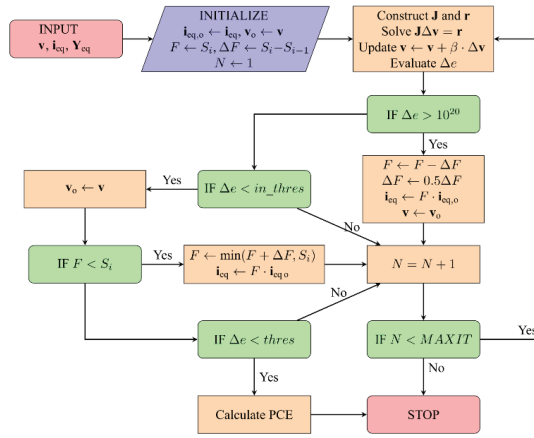 INPUT
v, i_eq, Y_eq
INITIALIZE
i_eq,o ← i_eq, v_o ← v
F ← S_i, ΔF ← S_i − S_i−1
N ← 1
Construct J and r
Solve JΔv = r
Update v ← v + β · Δv
Evaluate Δe
IF Δe > 10^20
Yes
F ← F − ΔF
ΔF ← 0.5ΔF
i_eq ← F · i_eq,o
v ← v_o
IF Δe < in_thres
Yes
No
v_o ← v
IF F < S_i
Yes
F ← min(F + ΔF, S_i)
i_eq ← F · i_eq o
N = N + 1
No
IF Δe < thres
Yes
IF N < MAXIT
Yes
No
Calculate PCE
STOP